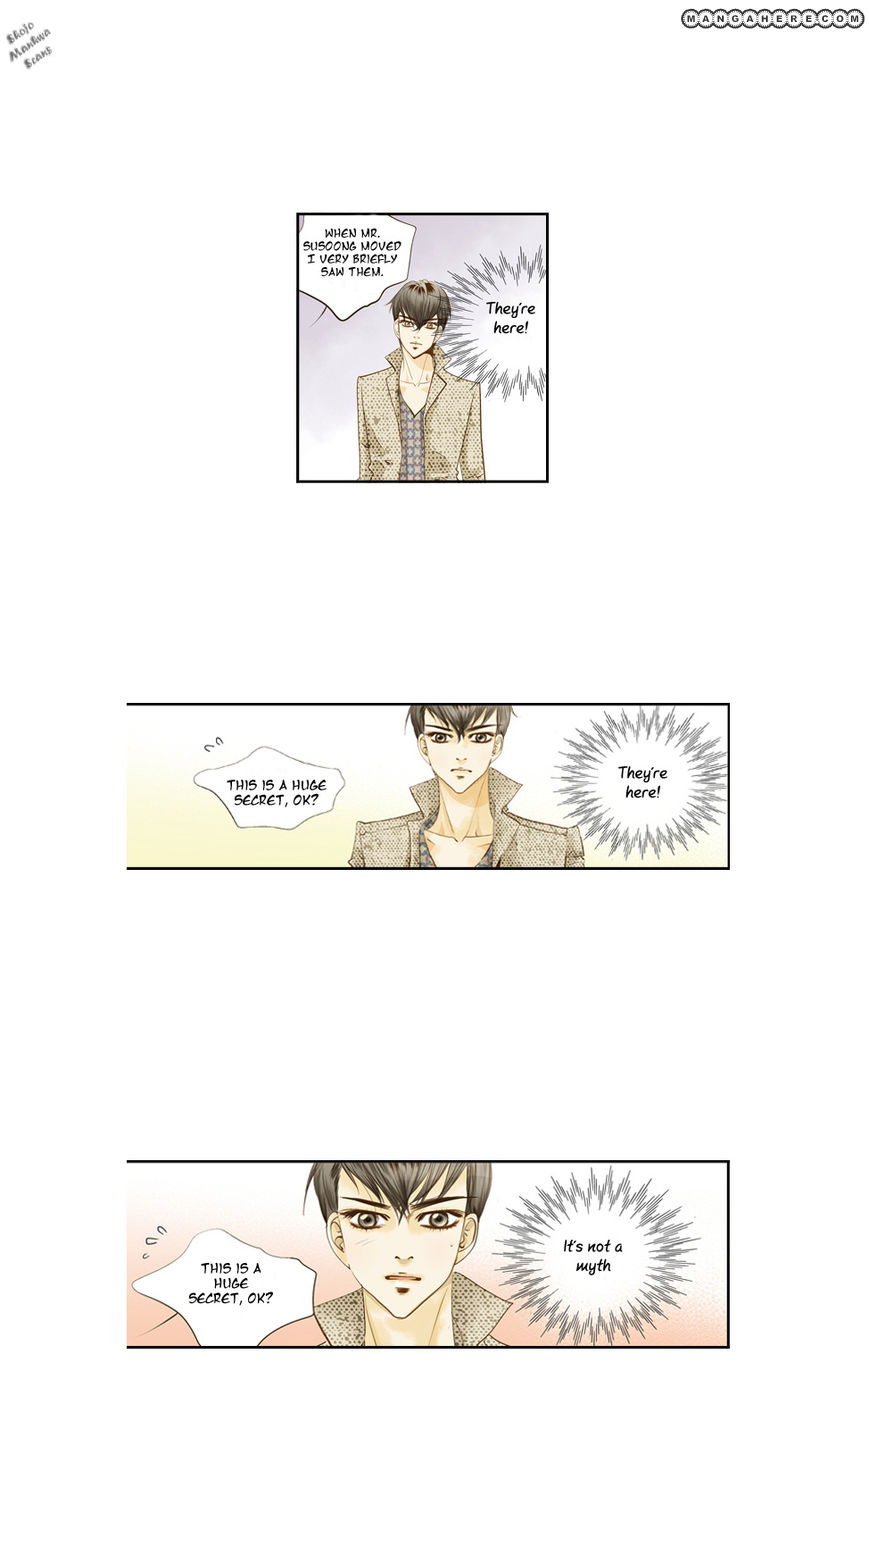 Shojo
Manhwa
Scans
MANGAHERE.COM
WHEN MR.
SUSOONG MOVED
I VERY BRIEFLY
SAW THEM.
They're
here!
THIS IS A HUGE
SECRET, OK?
They're
here!
THIS IS A
HUGE
SECRET, OK?
It's not a
myth